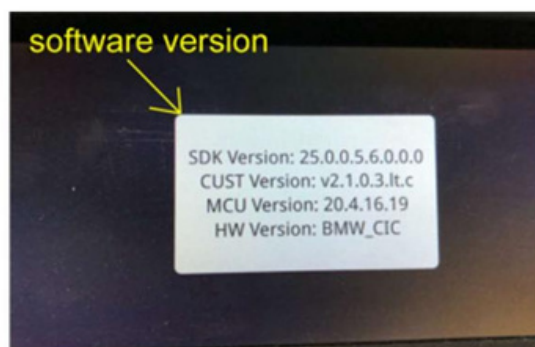 software version
SDK Version: 25.0.0.5.6.0.0.0
CUST Version: v2.1.0.3.lt.c
MCU Version: 20.4.16.19
HW Version: BMW_CIC